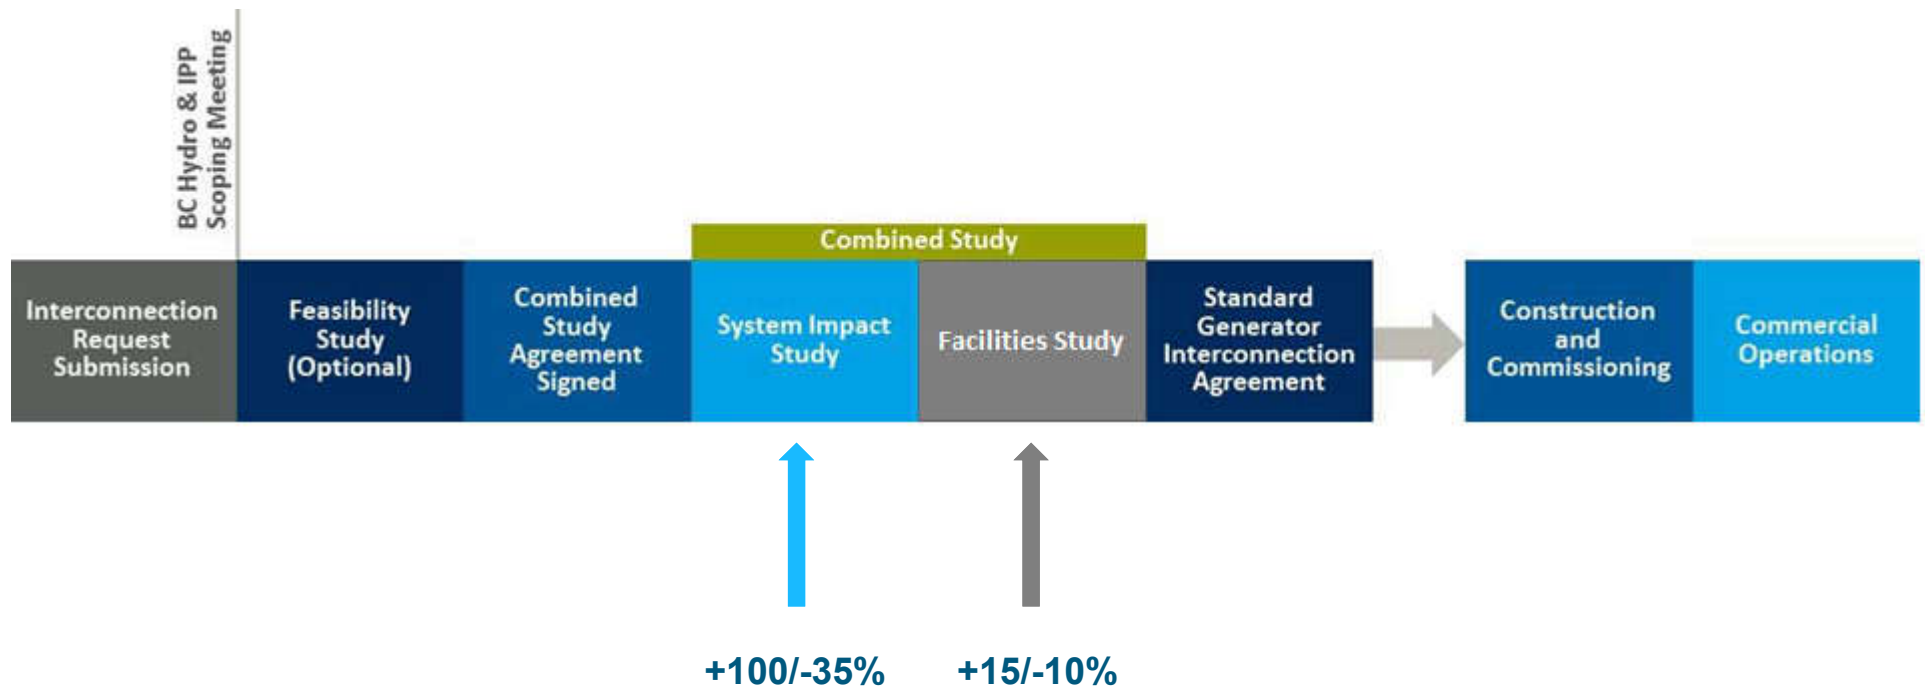 BC Hydro & IPP
Scoping Meeting
Combined Study
Interconnection
Request
Submission
Feasibility
Study
(Optional)
Combined
Study
Agreement
Signed
System Impact
Study
Facilities Study
Standard
Generator
Interconnection
Agreement
Construction
and
Commissioning
Commercial
Operations
+100/-35%
+15/-10%